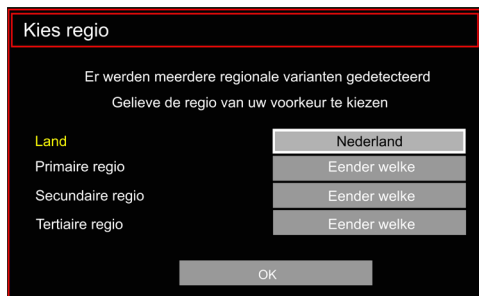 Kies regio
Er werden meerdere regionale varianten gedetecteerd
Gelieve de regio van uw voorkeur te kiezen
Land Nederland
Primaire regio Eender welke
Secundaire regio Eender welke
Tertiaire regio Eender welke
OK